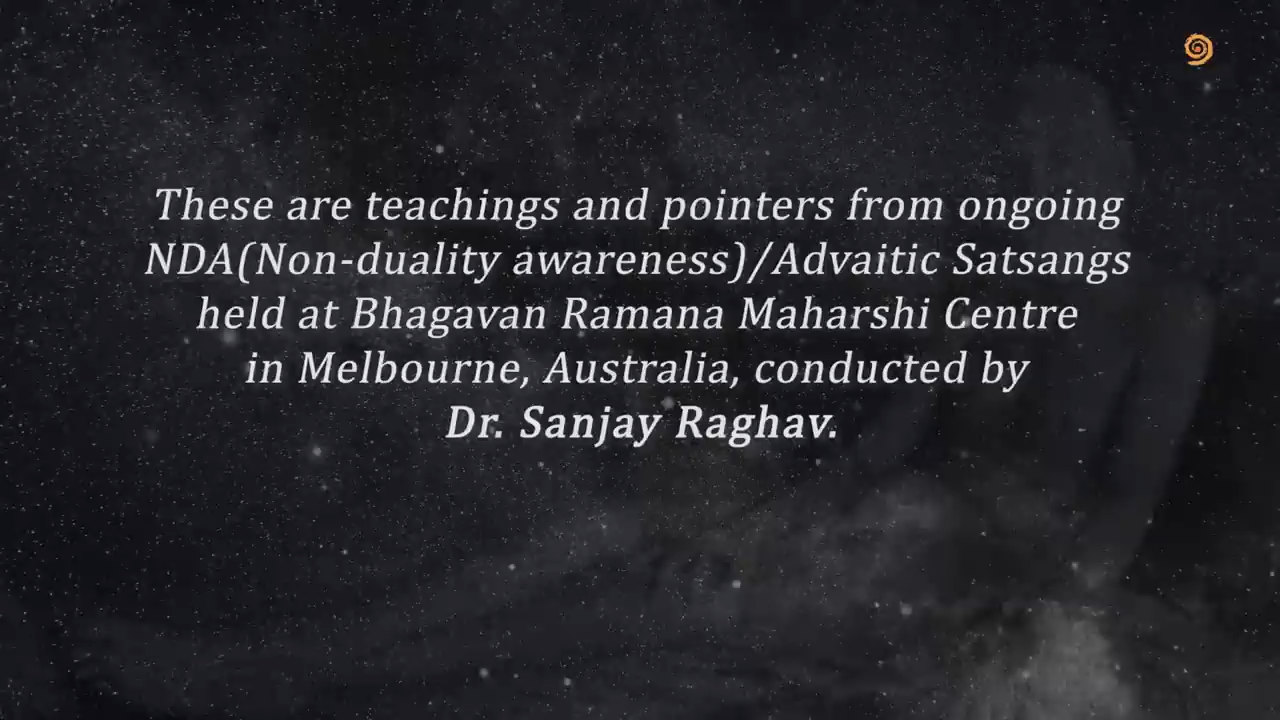 These are teachings and pointers from ongoing
NDA(Non-duality awareness)/Advaitic Satsangs
held at Bhagavan Ramana Maharshi Centre
in Melbourne, Australia, conducted by
Dr. Sanjay Raghav.